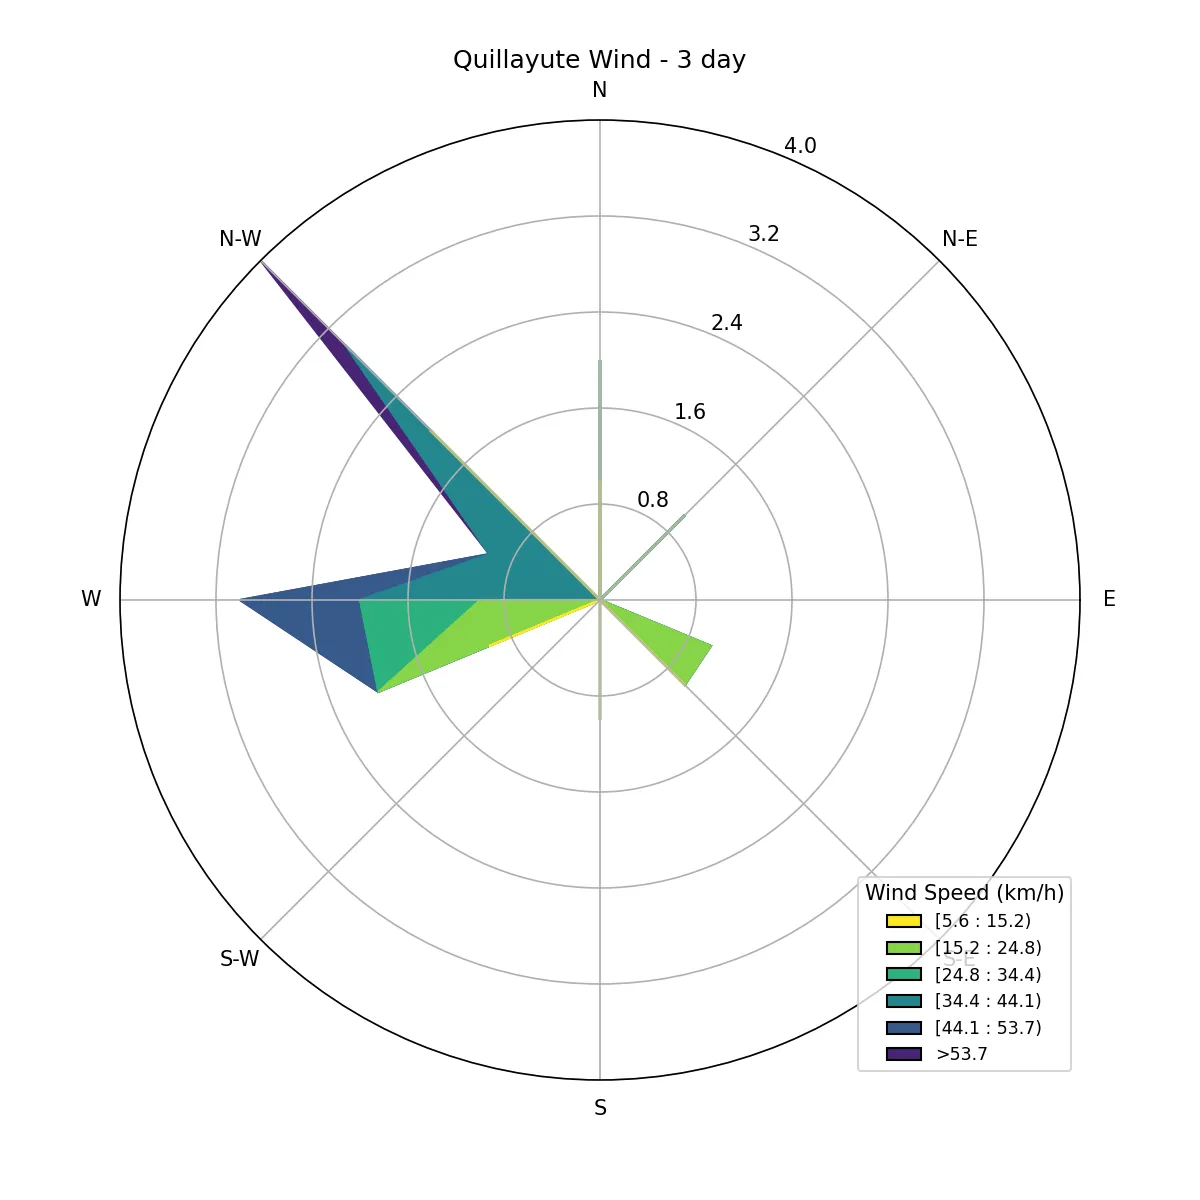 Quillayute Wind - 3 day
N
4.0
N-W
3.2
N-E
2.4
1.6
0.8
W
E
Wind Speed (km/h)
[5.6 : 15.2)
[15.2 : 24.8)
S-W
S-E
[24.8 : 34.4)
[34.4 : 44.1)
[44.1 : 53.7)
>53.7
S